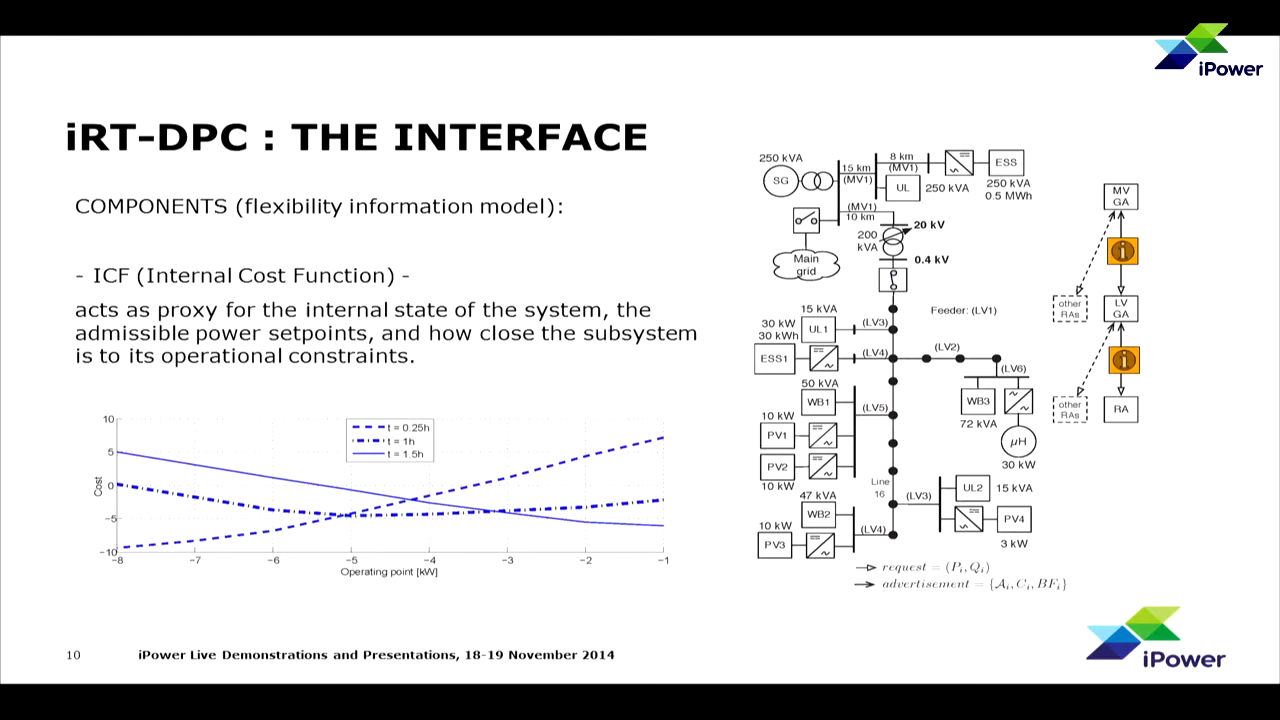 iPower
iRT-DPC : THE INTERFACE
COMPONENTS (flexibility information model):
- ICF (Internal Cost Function) -
acts as proxy for the internal state of the system, the
admissible power setpoints, and how close the subsystem
is to its operational constraints.
10
5
0
−5
−10
Cost
t = 0.25h
t = 1h
t = 1.5h
−8 −7 −6 −5 −4 −3 −2 −1
Operating point [kW]
250 kVA
SG
15 km
(MV1)
8 km
(MV1)
UL
250 kVA
ESS
250 kVA
0.5 MWh
(MV1)
10 km
20 kV
200
kVA
Main
grid
0.4 kV
Feeder: (LV1)
15 kVA
30 kW
30 kWh
UL1
(LV3)
ESS1
(LV4)
(LV2)
(LV6)
50 kVA
WB1
(LV5)
10 kW
PV1
PV2
10 kW
WB3
72 kVA
μH
30 kW
Line
16
(LV3)
UL2
15 kVA
47 kVA
WB2
PV4
3 kW
10 kW
(LV4)
PV3
MV
GA
i
other
RAs
LV
GA
i
other
RAs
RA
request = (Pᵢ, Qᵢ)
advertisement = {𝒜ᵢ, Cᵢ, BFᵢ}
10
iPower Live Demonstrations and Presentations, 18-19 November 2014
iPower